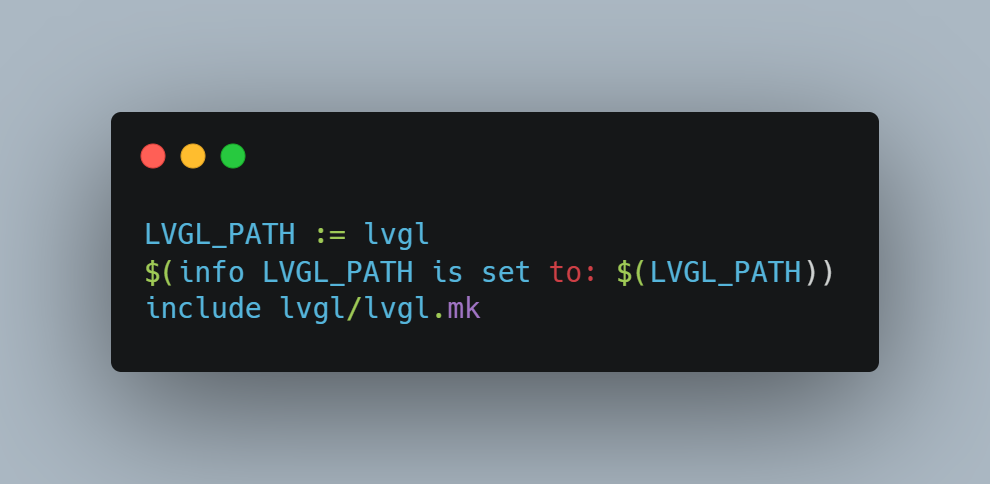 LVGL_PATH := lvgl
$(info LVGL_PATH is set to: $(LVGL_PATH))
include lvgl/lvgl.mk